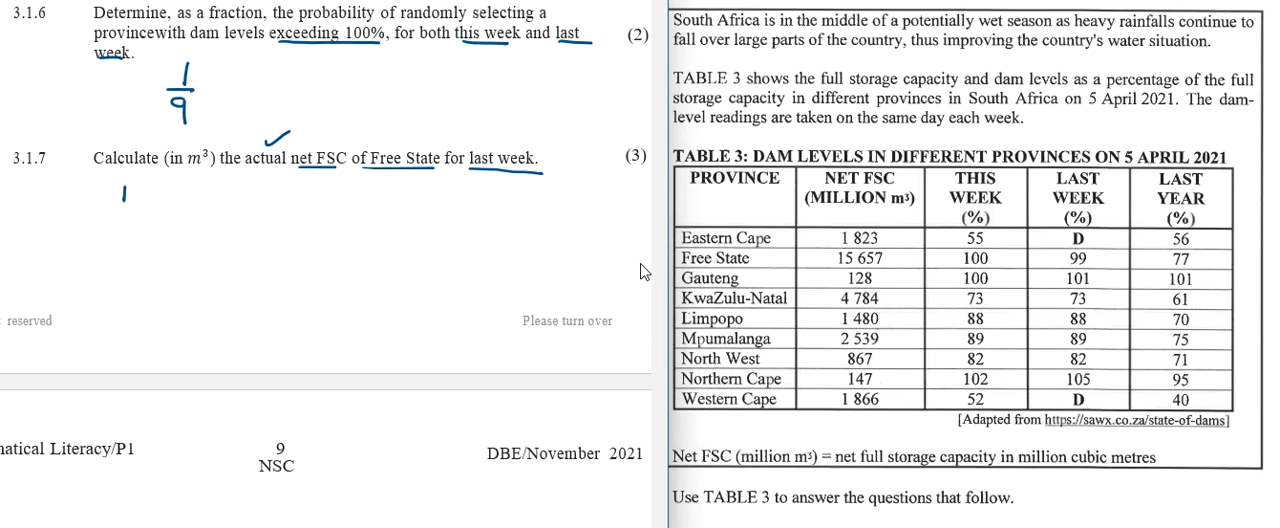 3.1.6 Determine, as a fraction, the probability of randomly selecting a
provincewith dam levels exceeding 100%, for both this week and last (2)
week.
1
9
3.1.7 Calculate (in m³) the actual net FSC of Free State for last week. (3)
1
reserved Please turn over
natical Literacy/P1 9 DBE/November 2021
NSC
South Africa is in the middle of a potentially wet season as heavy rainfalls continue to
fall over large parts of the country, thus improving the country's water situation.
TABLE 3 shows the full storage capacity and dam levels as a percentage of the full
storage capacity in different provinces in South Africa on 5 April 2021. The dam-
level readings are taken on the same day each week.
TABLE 3: DAM LEVELS IN DIFFERENT PROVINCES ON 5 APRIL 2021
PROVINCE NET FSC THIS LAST LAST
(MILLION m³) WEEK WEEK YEAR
(%) (%) (%)
Eastern Cape 1 823 55 D 56
Free State 15 657 100 99 77
Gauteng 128 100 101 101
KwaZulu-Natal 4 784 73 73 61
Limpopo 1 480 88 88 70
Mpumalanga 2 539 89 89 75
North West 867 82 82 71
Northern Cape 147 102 105 95
Western Cape 1 866 52 D 40
[Adapted from https://sawx.co.za/state-of-dams]
Net FSC (million m³) = net full storage capacity in million cubic metres
Use TABLE 3 to answer the questions that follow.